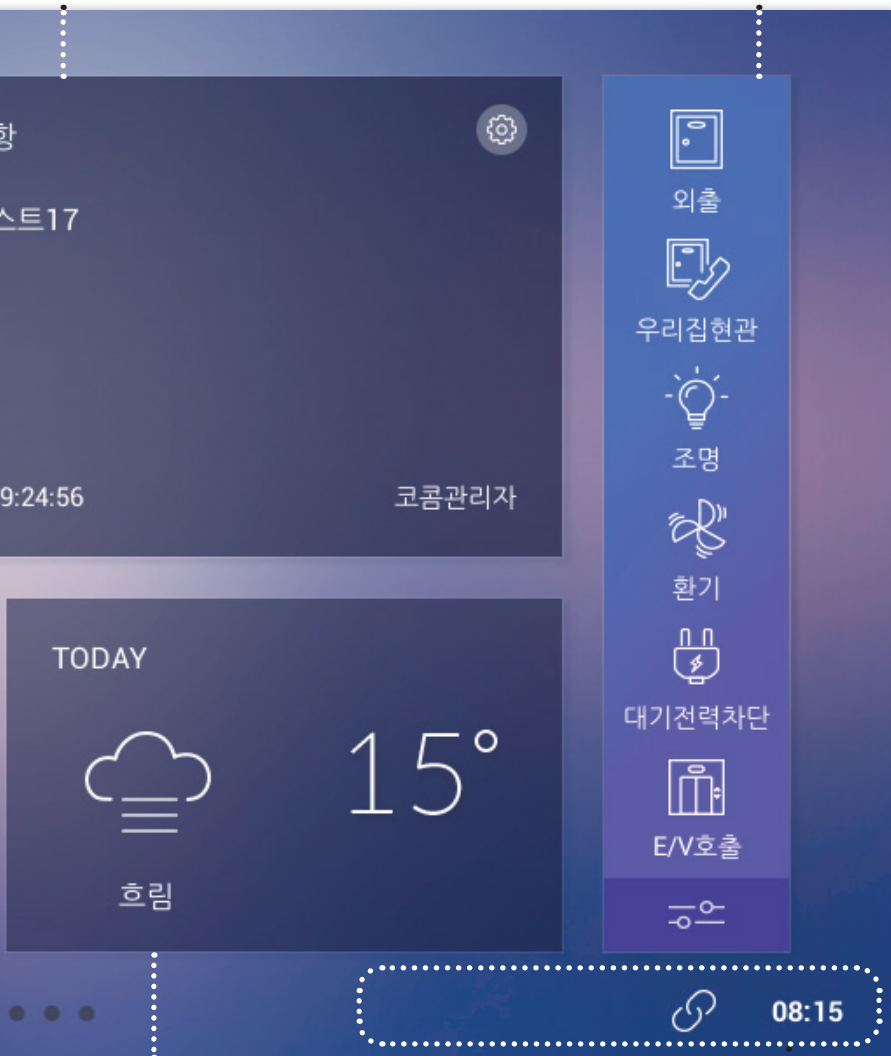 항
스트17
9:24:56
코콤관리자
TODAY
15°
흐림
외출
우리집현관
조명
환기
대기전력차단
E/V호출
08:15